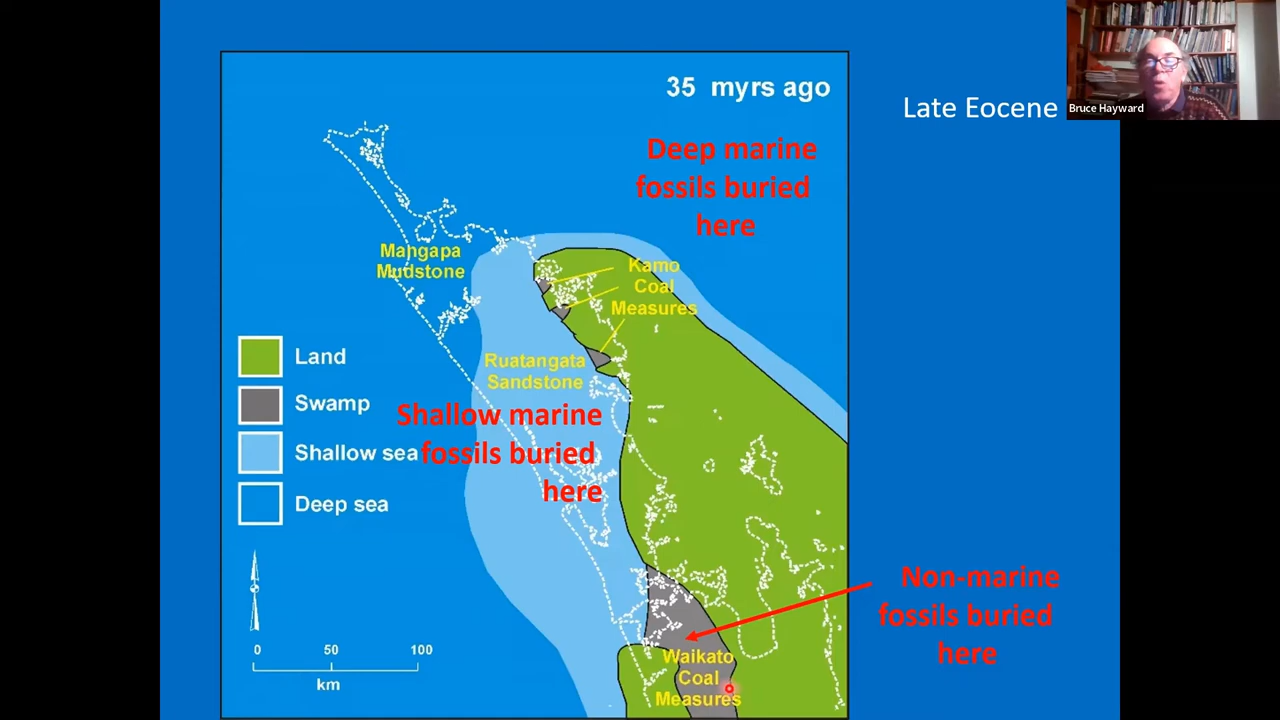 35 myrs ago
Late Eocene
Bruce Hayward
Deep marine
fossils buried
here
Mangapa
Mudstone
Kamo
Coal
Measures
Land
Ruatangata
Sandstone
Swamp
Shallow marine
fossils buried
here
Shallow sea
Deep sea
Non-marine
fossils buried
here
0 50 100
km
Waikato
Coal
Measures